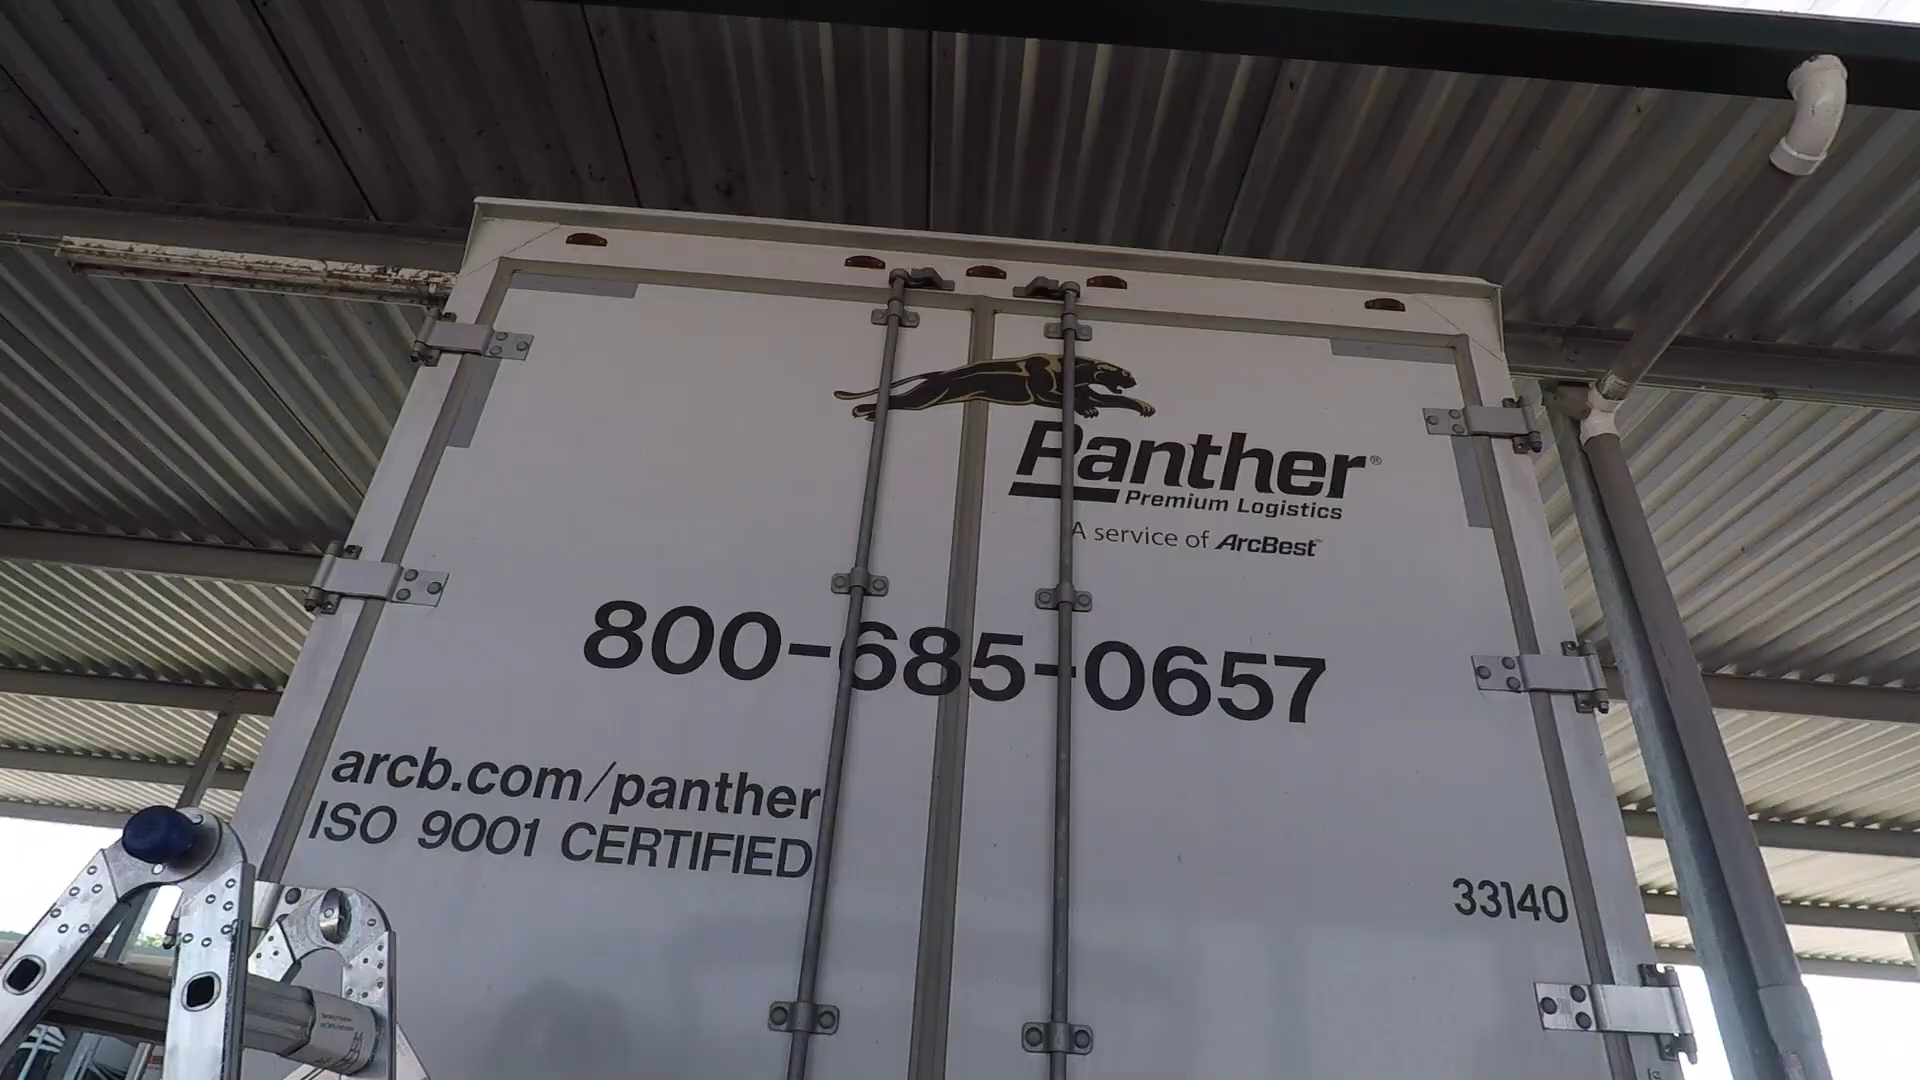 Panther®
Premium Logistics
A service of ArcBest
800-685-0657
arcb.com/panther
ISO 9001 CERTIFIED
33140